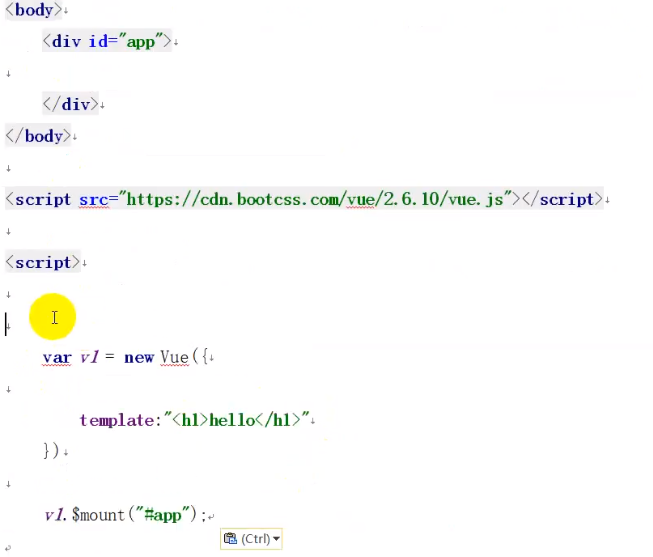 <body>
<div id="app">
</div>
</body>
<script src="https://cdn.bootcss.com/vue/2.6.10/vue.js"></script>
<script>
var v1 = new Vue({
template:"<h1>hello</h1>"
})
v1.$mount("#app");
(Ctrl)